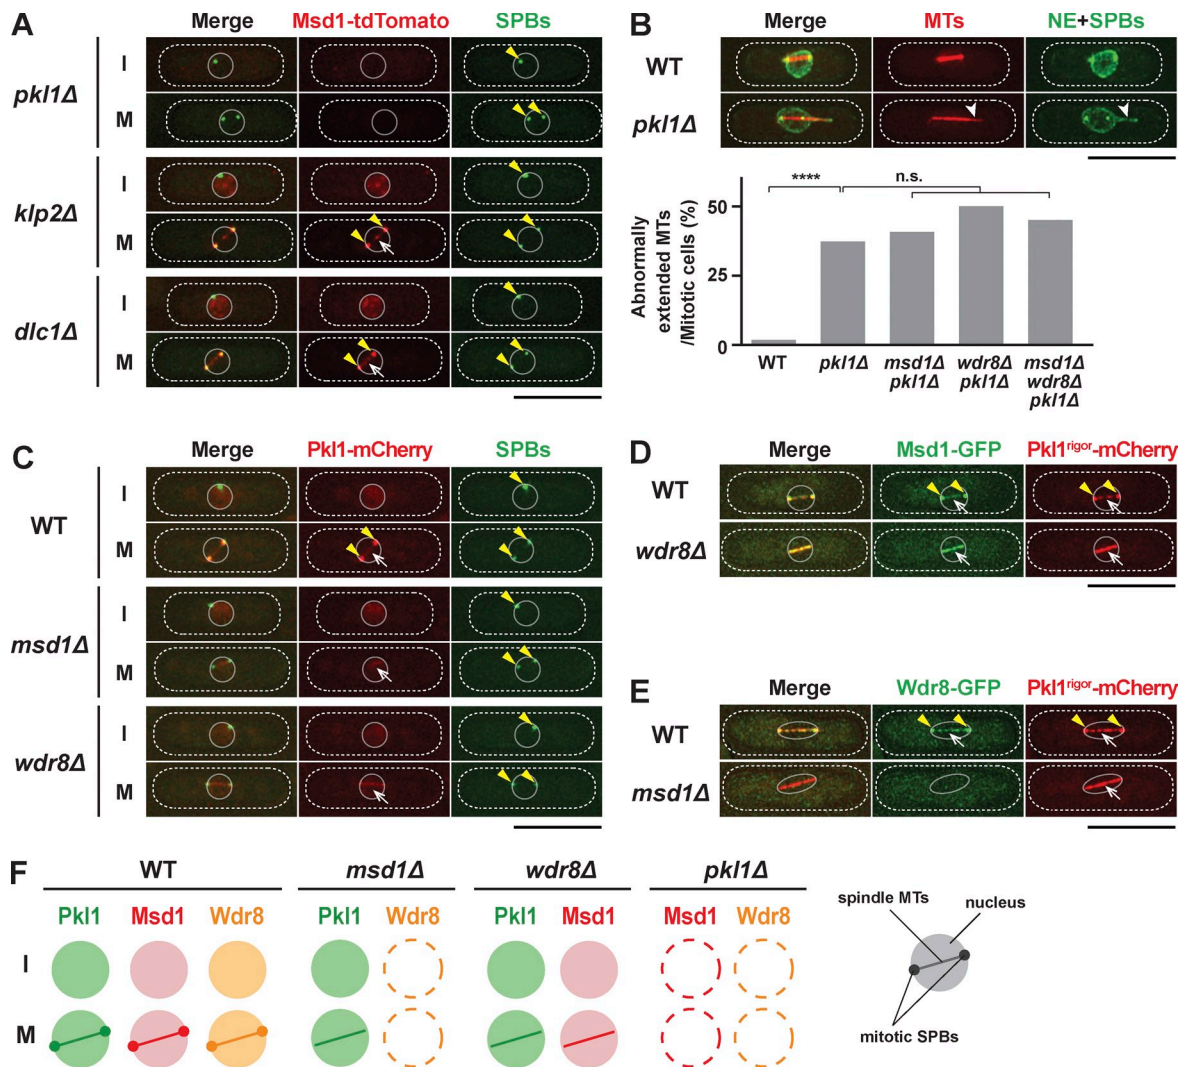 A
Merge Msd1-tdTomato SPBs
pkl1Δ
I
M
klp2Δ
I
M
dlc1Δ
I
M
B
Merge MTs NE+SPBs
WT
pkl1Δ
Abnormally
extended MTs
/Mitotic cells (%)
50
25
0
****
n.s.
WT pkl1Δ msd1Δ wdr8Δ msd1Δ
pkl1Δ pkl1Δ wdr8Δ
pkl1Δ
C
Merge Pkl1-mCherry SPBs
WT
I
M
msd1Δ
I
M
wdr8Δ
I
M
D
Merge Msd1-GFP Pkl1rigor-mCherry
WT
wdr8Δ
E
Merge Wdr8-GFP Pkl1rigor-mCherry
WT
msd1Δ
F
WT msd1Δ wdr8Δ pkl1Δ
Pkl1 Msd1 Wdr8 Pkl1 Wdr8 Pkl1 Msd1 Msd1 Wdr8
I
M
spindle MTs
nucleus
mitotic SPBs